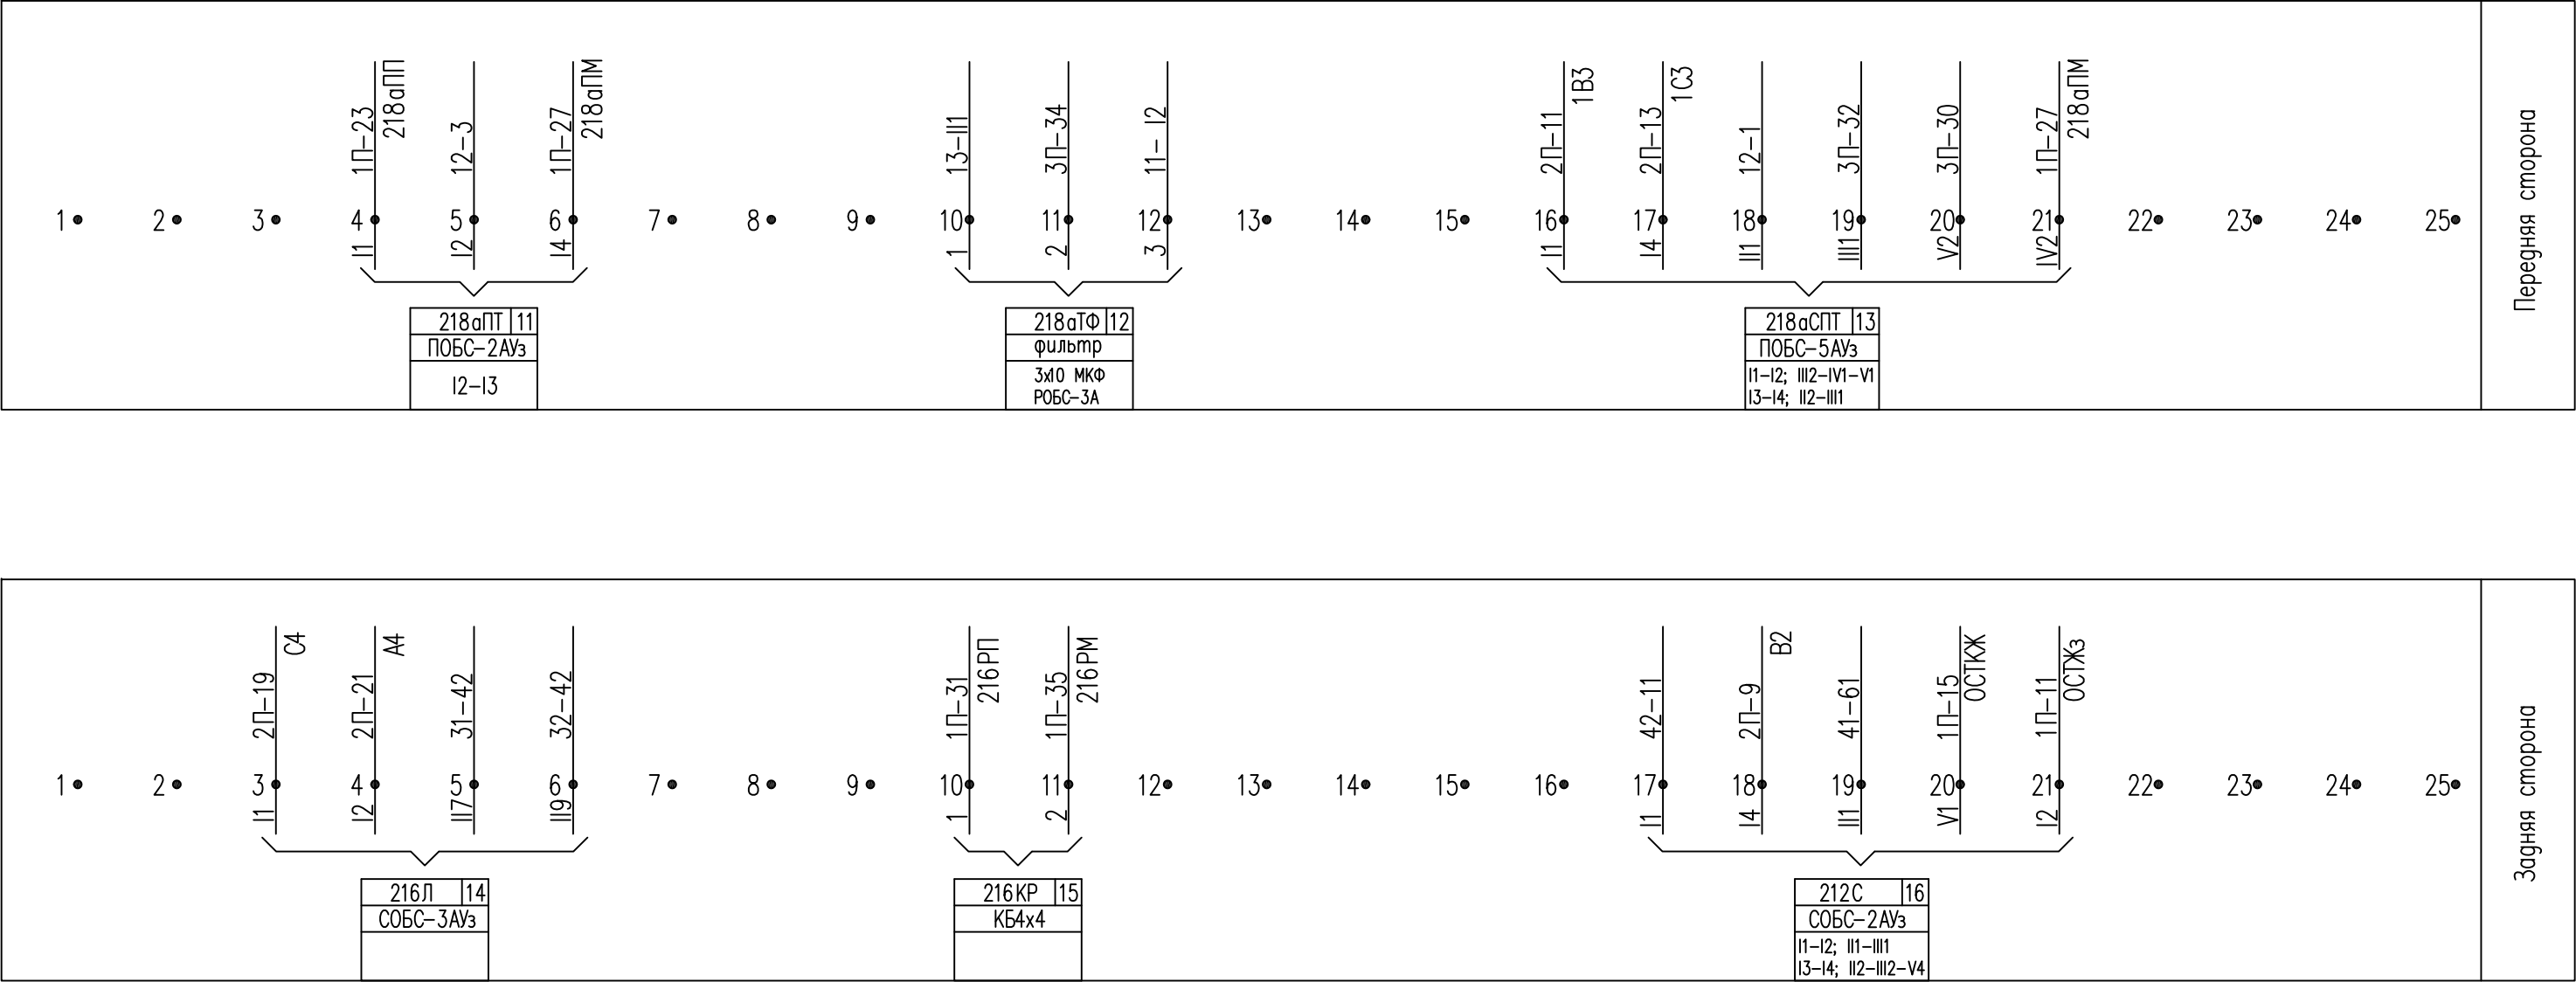 1П-23
218аПП
12-3
1П-27
218аПМ
13-II1
3П-34
11- I2
2П-11
1В3
2П-13
1С3
12-1
3П-32
3П-30
1П-27
218аПМ
1 2 3 4 5 6 7 8 9 10 11 12 13 14 15 16 17 18 19 20 21 22 23 24 25
I1 I2 I4 1 2 3 I1 I4 II1 III1 V2 IV2
218аПТ 11
ПОБС-2АУз
I2-I3
218аТФ 12
фильтр
3х10 МКФ
РОБС-3А
218аСПТ 13
ПОБС-5АУз
I1-I2; III2-IV1-V1
I3-I4; II2-III1
Передняя сторона
2П-19
С4
2П-21
А4
31-42
32-42
1П-31
216РП
1П-35
216РМ
42-11
2П-9
В2
41-61
1П-15
ОСТКЖ
1П-11
ОСТЖз
1 2 3 4 5 6 7 8 9 10 11 12 13 14 15 16 17 18 19 20 21 22 23 24 25
I1 I2 II7 II9 1 2 I1 I4 II1 V1 I2
216Л 14
СОБС-3АУз
216КР 15
КБ4х4
212С 16
СОБС-2АУз
I1-I2; II1-III1
I3-I4; II2-III2-V4
Задняя сторона